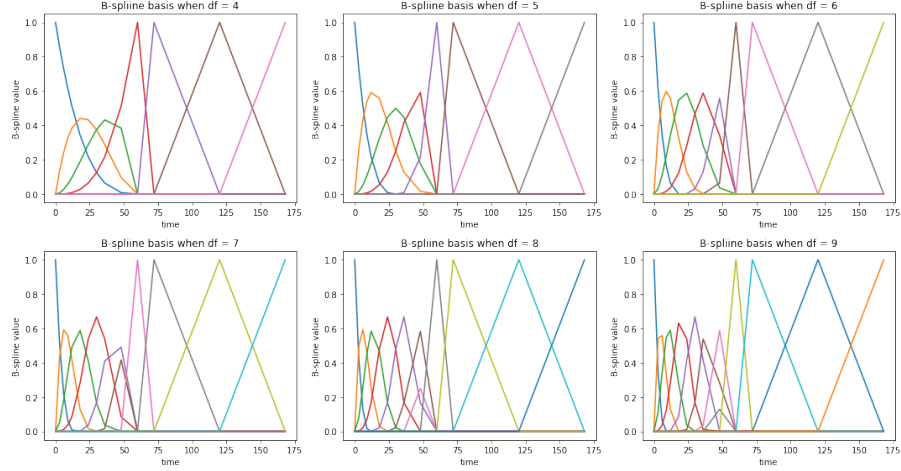 B-spliine basis when df = 4
B-spline value
1.0
0.8
0.6
0.4
0.2
0.0
0 25 50 75 100 125 150 175
time
B-spliine basis when df = 5
B-spline value
1.0
0.8
0.6
0.4
0.2
0.0
0 25 50 75 100 125 150 175
time
B-spliine basis when df = 6
B-spline value
1.0
0.8
0.6
0.4
0.2
0.0
0 25 50 75 100 125 150 175
time
B-spliine basis when df = 7
B-spline value
1.0
0.8
0.6
0.4
0.2
0.0
0 25 50 75 100 125 150 175
time
B-spliine basis when df = 8
B-spline value
1.0
0.8
0.6
0.4
0.2
0.0
0 25 50 75 100 125 150 175
time
B-spliine basis when df = 9
B-spline value
1.0
0.8
0.6
0.4
0.2
0.0
0 25 50 75 100 125 150 175
time